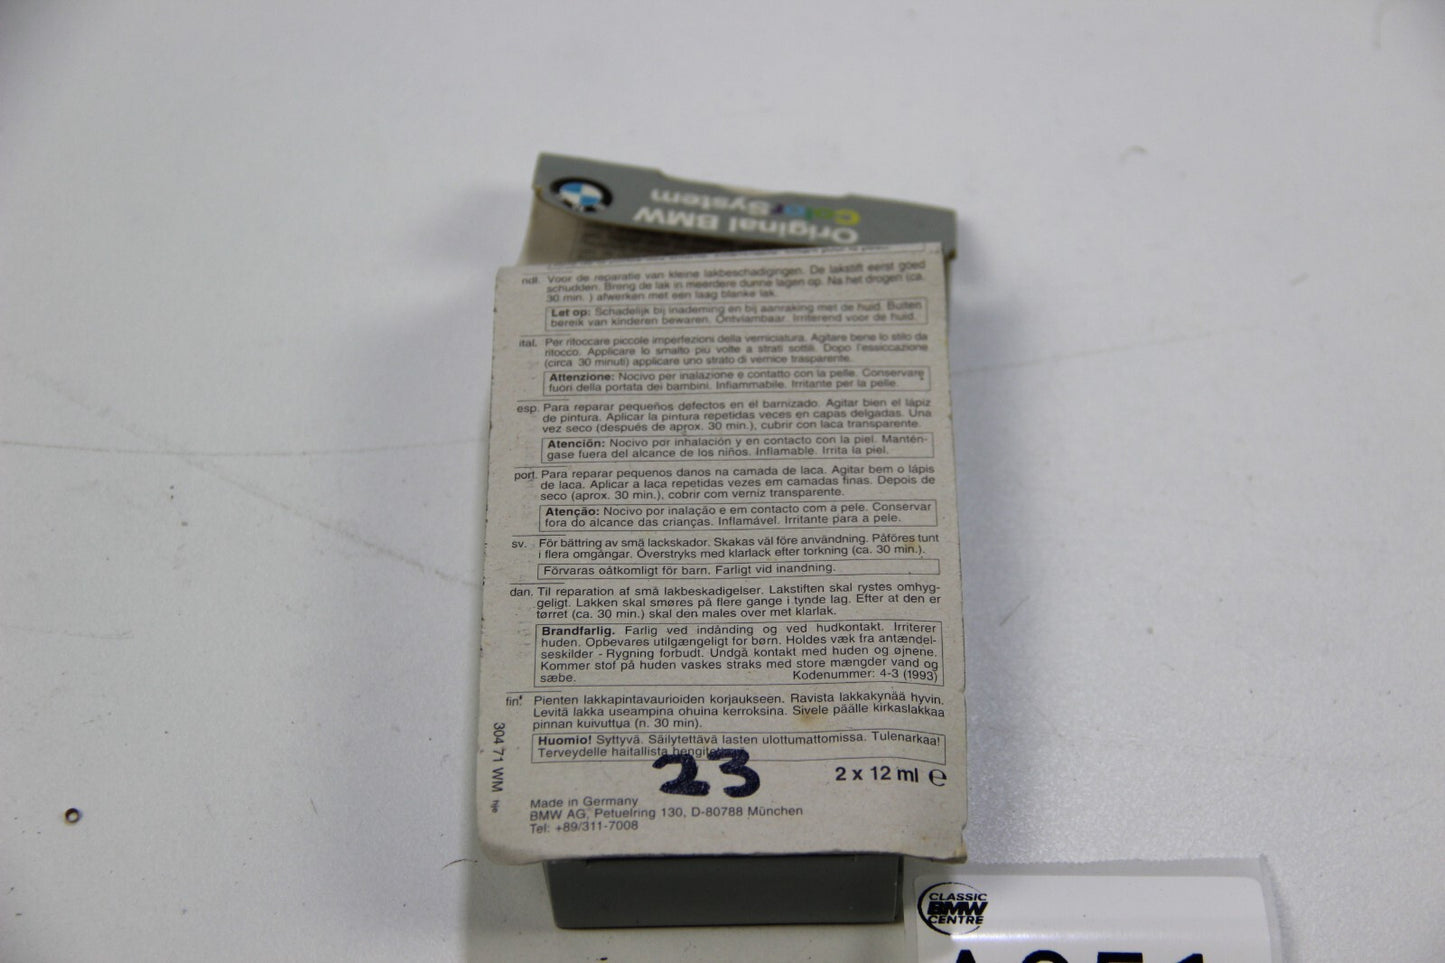 Original BMW
ColorSystem
ndl. Voor de reparatie van kleine lakbeschadigingen. De lakstift eerst goed
schudden. Breng de lak in meerdere dunne lagen op. Na het drogen (ca.
30 min. ) afwerken met een laag blanke lak.
Let op: Schadelijk bij inademing en bij aanraking met de huid. Buiten
bereik van kinderen bewaren. Ontvlambaar. Irriterend voor de huid.
ital. Per ritoccare piccole imperfezioni della verniciatura. Agitare bene lo stilo da
ritocco. Applicare lo smalto piu volte a strati sottili. Dopo l'essiccazione
(circa 30 minuti) applicare uno strato di vernice trasparente.
Attenzione: Nocivo per inalazione e contatto con la pelle. Conservare
fuori della portata dei bambini. Infiammabile. Irritante per la pelle.
esp. Para reparar pequeños defectos en el barnizado. Agitar bien el lápiz
de pintura. Aplicar la pintura repetidas veces en capas delgadas. Una
vez seco (después de aprox. 30 min.), cubrir con laca transparente.
Atención: Nocivo por inhalación y en contacto con la piel. Mantén-
gase fuera del alcance de los niños. Inflamable. Irrita la piel.
port. Para reparar pequenos danos na camada de laca. Agitar bem o lápis
de laca. Aplicar a laca repetidas vezes em camadas finas. Depois de
seco (aprox. 30 min.), cobrir com verniz transparente.
Atenção: Nocivo por inalação e em contacto com a pele. Conservar
fora do alcance das crianças. Inflamável. Irritante para a pele.
sv. För bättring av små lackskador. Skakas väl före användning. Påföres tunt
i flera omgångar. Överstryks med klarlack efter torkning (ca. 30 min.).
Förvaras oåtkomligt för barn. Farligt vid inandning.
dan. Til reparation af små lakbeskadigelser. Lakstiften skal rystes omhyg-
geligt. Lakken skal smøres på flere gange i tynde lag. Efter at den er
tørret (ca. 30 min.) skal den males over met klarlak.
Brandfarlig. Farlig ved indånding og ved hudkontakt. Irriterer
huden. Opbevares utilgængeligt for børn. Holdes væk fra antændel-
seskilder - Rygning forbudt. Undgå kontakt med huden og øjnene.
Kommer stof på huden vaskes straks med store mængder vand og
sæbe. Kodenummer: 4-3 (1993)
fin. Pienten lakkapintavaurioiden korjaukseen. Ravista lakkakynää hyvin.
Levitä lakka useampina ohuina kerroksina. Sivele päälle kirkaslakkaa
pinnan kuivuttua (n. 30 min).
Huomio! Syttyvä. Säilytettävä lasten ulottumattomissa. Tulenarkaa!
Terveydelle haitallista
23
2 x 12 ml ℮
304 71 WM hje
Made in Germany
BMW AG, Petuelring 130, D-80788 München
Tel: +89/311-7008
CLASSIC
BMW
CENTRE